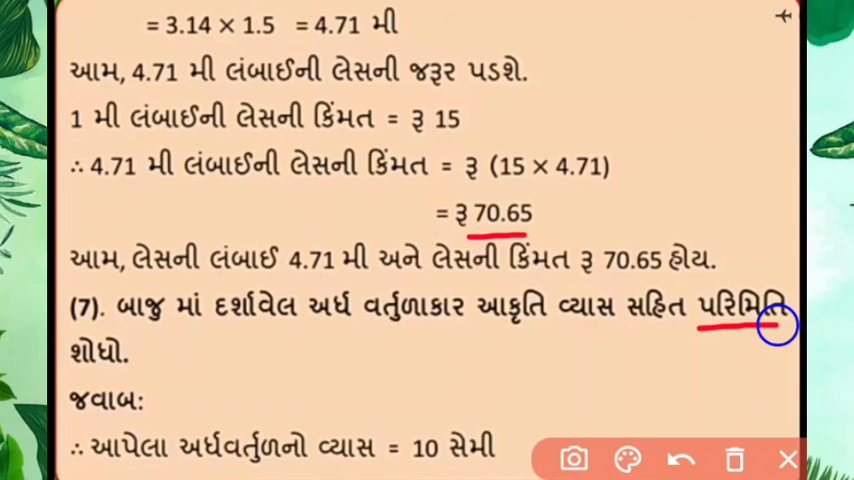 = 3.14 × 1.5 = 4.71 મી
આમ, 4.71 મી લંબાઈની લેસની જરૂર પડશે.
1 મી લંબાઈની લેસની કિંમત = રૂ 15
∴ 4.71 મી લંબાઈની લેસની કિંમત = રૂ (15 × 4.71)
= રૂ 70.65
આમ, લેસની લંબાઈ 4.71 મી અને લેસની કિંમત રૂ 70.65 હોય.
(7). બાજુ માં દર્શાવેલ અર્ધ વર્તુળાકાર આકૃતિ વ્યાસ સહિત પરિમિતિ
શોધો.
જવાબ:
∴ આપેલા અર્ધવર્તુળનો વ્યાસ = 10 સેમી